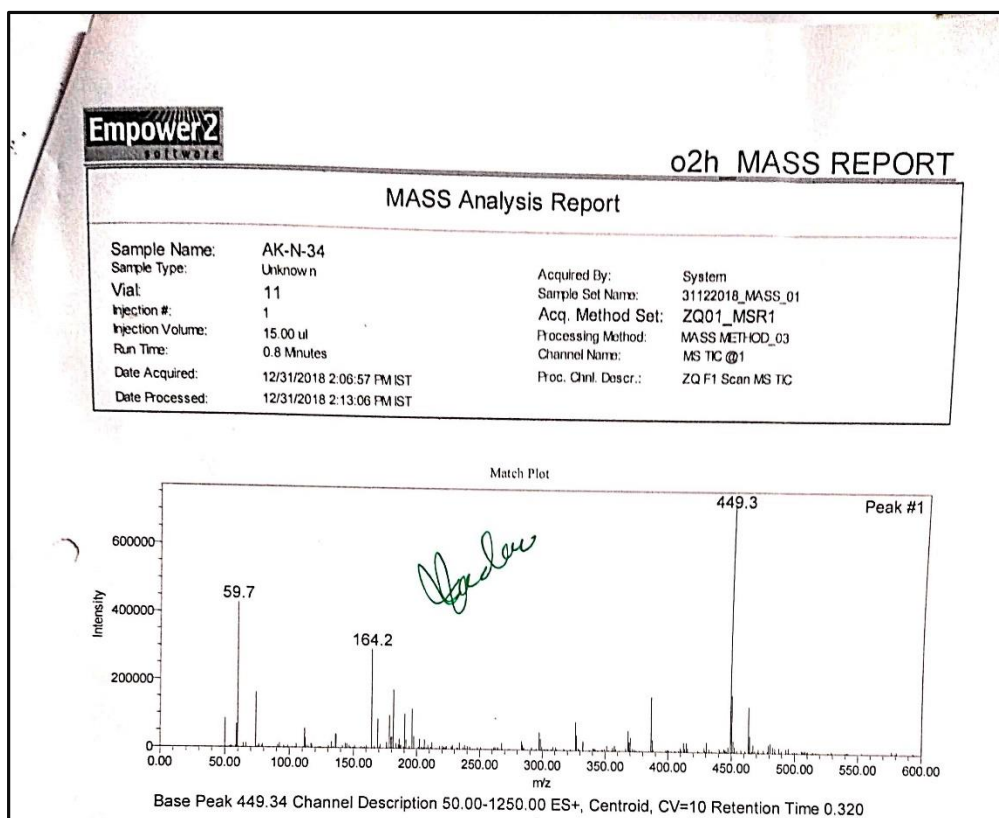 Empower2
software
o2h_MASS REPORT
MASS Analysis Report
Sample Name: AK-N-34
Sample Type: Unknown
Vial: 11
Injection #: 1
Injection Volume: 15.00 ul
Run Time: 0.8 Minutes
Date Acquired: 12/31/2018 2:06:57 PM IST
Date Processed: 12/31/2018 2:13:06 PM IST
Acquired By: System
Sample Set Name: 31122018_MASS_01
Acq. Method Set: ZQ01_MSR1
Processing Method: MASS METHOD_03
Channel Name: MS TIC @1
Proc. Chnl. Descr.: ZQ F1 Scan MS TIC
Match Plot
449.3
Peak #1
600000
59.7
400000
164.2
200000
0
Intensity
0.00 50.00 100.00 150.00 200.00 250.00 300.00 350.00 400.00 450.00 500.00 550.00 600.00
m/z
Base Peak 449.34 Channel Description 50.00-1250.00 ES+, Centroid, CV=10 Retention Time 0.320